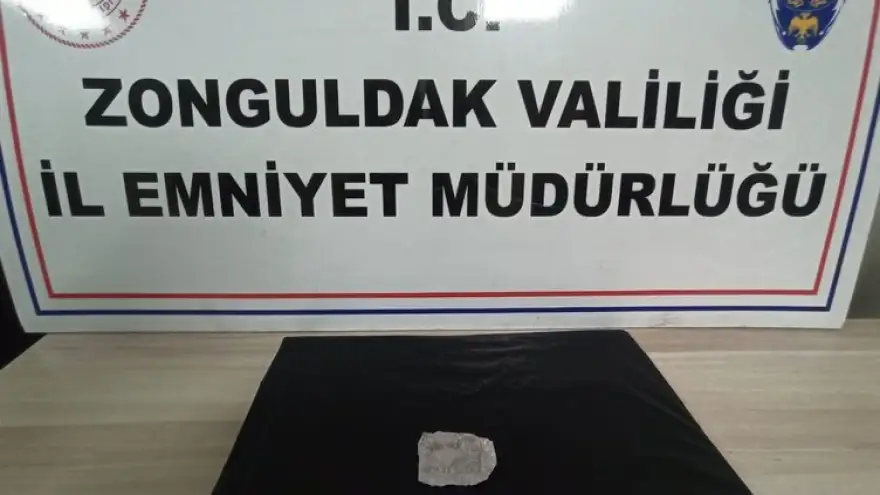 T.C.
ZONGULDAK VALİLİĞİ
İL EMNİYET MÜDÜRLÜĞÜ